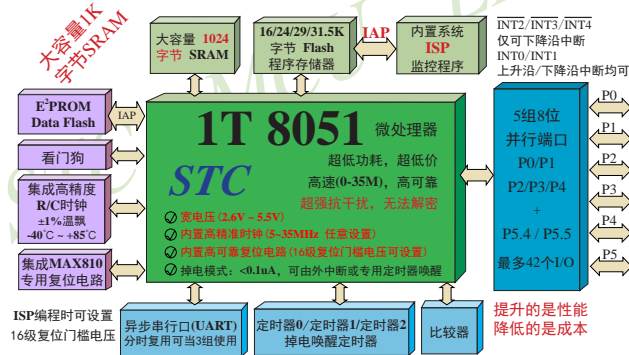 大容量1K
字节SRAM
大容量 1024
字节 SRAM
16/24/29/31.5K
字节 Flash
程序存储器
IAP
内置系统
ISP
监控程序
INT2/INT3/INT4
仅可下降沿中断
INT0/INT1
上升沿/下降沿中断均可
E²PROM
Data Flash
IAP
看门狗
集成高精度
R/C时钟
±1%温飘
-40℃ ~ +85℃
集成MAX810
专用复位电路
1T 8051 微处理器
STC
超低功耗，超低价
高速(0-35M)，高可靠
超强抗干扰，无法解密
宽电压(2.6V ~ 5.5V)
内置高精准时钟(5~35MHz 任意设置)
内置高可靠复位电路(16级复位门槛电压可设置)
掉电模式：<0.1uA，可由外中断或专用定时器唤醒
5组8位
并行端口
P0/P1
P2/P3/P4
+
P5.4 / P5.5
最多42个I/O
P0
P1
P2
P3
P4
P5
ISP编程时可设置
16级复位门槛电压
异步串行口(UART)
分时复用可当3组使用
定时器0/定时器1/定时器2
掉电唤醒定时器
比较器
提升的是性能
降低的是成本